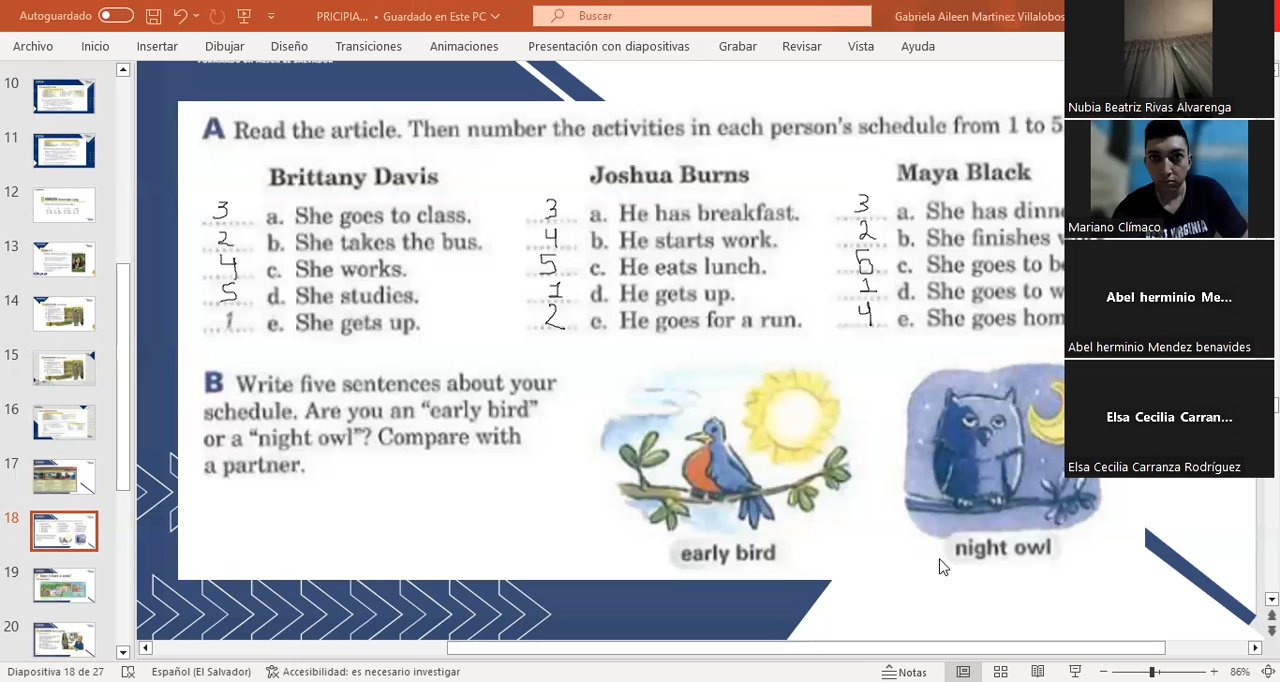 Autoguardado
PRICIPIA... • Guardado en Este PC
Buscar
Gabriela Aileen Martinez Villalobos
Archivo Inicio Insertar Dibujar Diseño Transiciones Animaciones Presentación con diapositivas Grabar Revisar Vista Ayuda
10
11
12
13
14
15
16
17
18
19
20
A Read the article. Then number the activities in each person's schedule from 1 to 5
Brittany Davis
3 a. She goes to class.
2 b. She takes the bus.
4 c. She works.
5 d. She studies.
1 e. She gets up.
Joshua Burns
3 a. He has breakfast.
4 b. He starts work.
5 c. He eats lunch.
1 d. He gets up.
2 e. He goes for a run.
Maya Black
3 a. She has dinn
2 b. She finishes
5 c. She goes to be
1 d. She goes to w
4 e. She goes hom
B Write five sentences about your
schedule. Are you an "early bird"
or a "night owl"? Compare with
a partner.
early bird
night owl
Nubia Beatriz Rivas Alvarenga
Mariano Clímaco
Abel herminio Me...
Abel herminio Mendez benavides
Elsa Cecilia Carran...
Elsa Cecilia Carranza Rodríguez
Diapositiva 18 de 27
Español (El Salvador)
Accesibilidad: es necesario investigar
Notas
86%